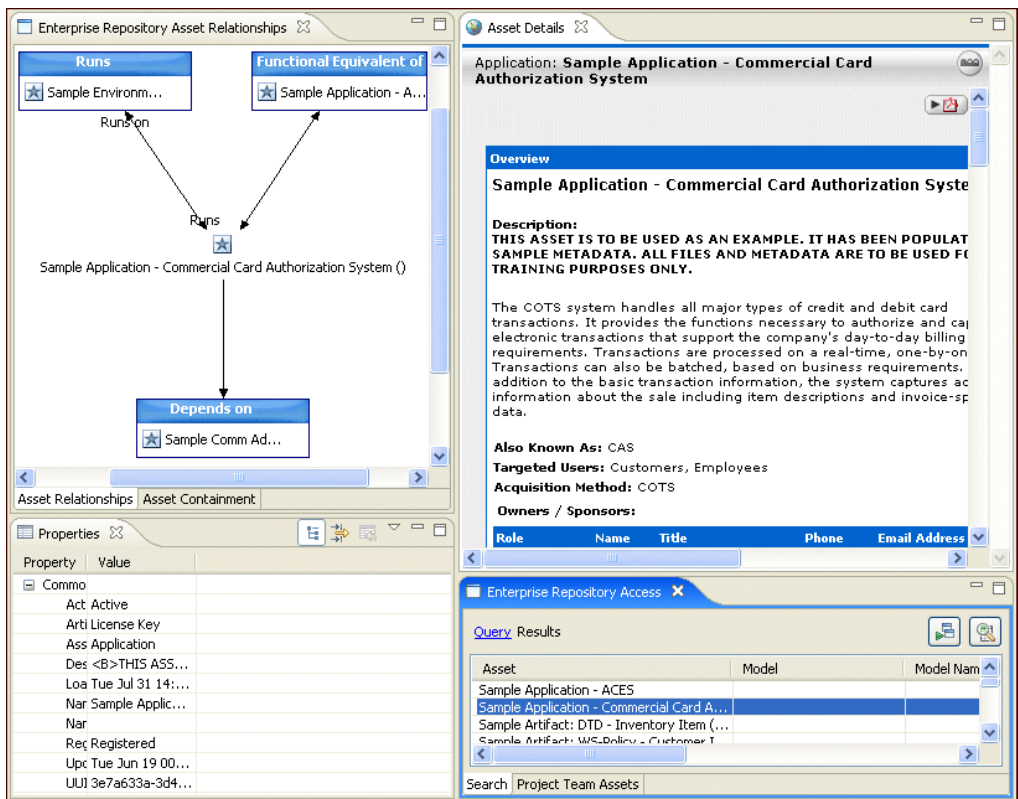 Enterprise Repository Asset Relationships
Runs
Sample Environm...
Functional Equivalent of
Sample Application - A...
Runs on
Runs
Sample Application - Commercial Card Authorization System ()
Depends on
Sample Comm Ad...
Asset Relationships Asset Containment
Properties
Property Value
Commo
Act Active
Arti License Key
Ass Application
Des <B>THIS ASS...
Loa Tue Jul 31 14:...
Nar Sample Applic...
Nar
Reç Registered
Upc Tue Jun 19 00...
UUI 3e7a633a-3d4...
Asset Details
Application: Sample Application - Commercial Card
Authorization System
Overview
Sample Application - Commercial Card Authorization Syste
Description:
THIS ASSET IS TO BE USED AS AN EXAMPLE. IT HAS BEEN POPULAT
SAMPLE METADATA. ALL FILES AND METADATA ARE TO BE USED FO
TRAINING PURPOSES ONLY.
The COTS system handles all major types of credit and debit card
transactions. It provides the functions necessary to authorize and cap
electronic transactions that support the company's day-to-day billing
requirements. Transactions are processed on a real-time, one-by-on
Transactions can also be batched, based on business requirements.
addition to the basic transaction information, the system captures ac
information about the sale including item descriptions and invoice-sp
data.
Also Known As: CAS
Targeted Users: Customers, Employees
Acquisition Method: COTS
Owners / Sponsors:
Role Name Title Phone Email Address
Enterprise Repository Access
Query Results
Asset Model Model Nam
Sample Application - ACES
Sample Application - Commercial Card A...
Sample Artifact: DTD - Inventory Item (...
Sample Artifact: WS-Policy - Customer I
Search Project Team Assets